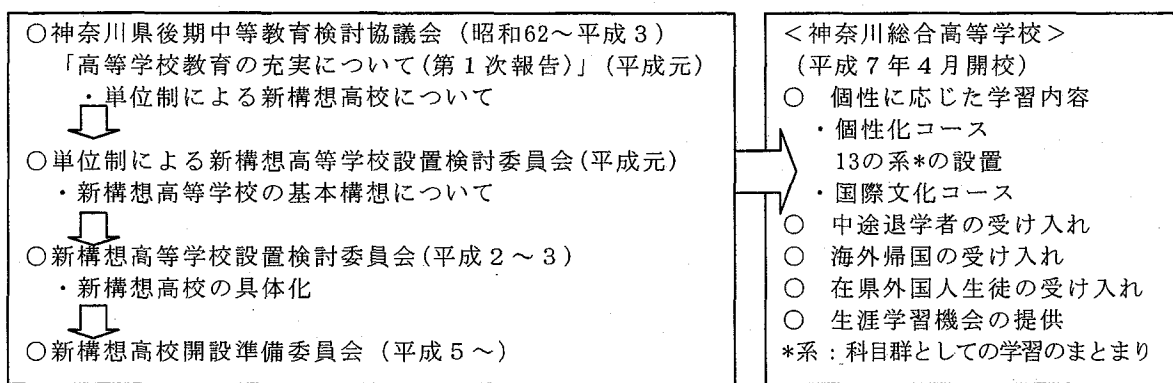 ○神奈川県後期中等教育検討協議会（昭和62～平成３）
「高等学校教育の充実について(第１次報告)」(平成元)
・単位制による新構想高校について
○単位制による新構想高等学校設置検討委員会(平成元)
・新構想高等学校の基本構想について
○新構想高等学校設置検討委員会(平成２～３)
・新構想高校の具体化
○新構想高校開設準備委員会（平成５～）
＜神奈川総合高等学校＞
（平成７年４月開校）
○　個性に応じた学習内容
・個性化コース
13の系*の設置
・国際文化コース
○　中途退学者の受け入れ
○　海外帰国の受け入れ
○　在県外国人生徒の受け入れ
○　生涯学習機会の提供
*系：科目群としての学習のまとまり